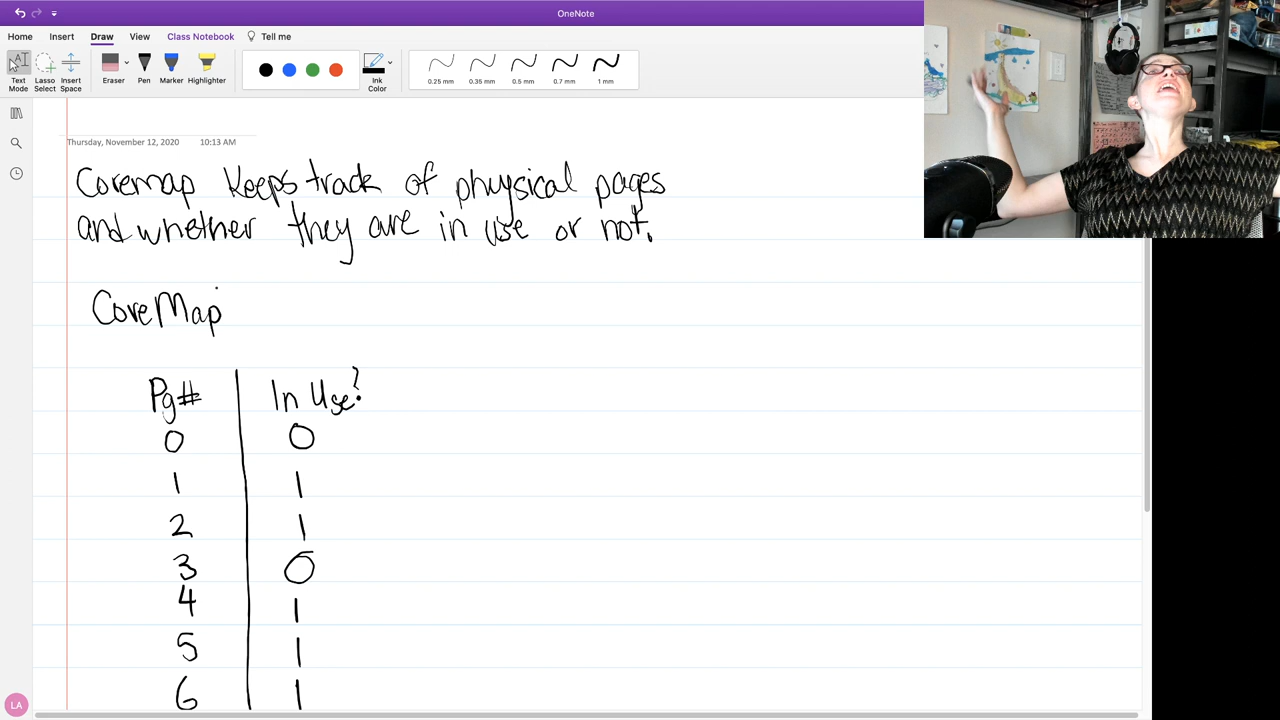 OneNote
Home Insert Draw View Class Notebook Tell me
Text Mode Lasso Select Insert Space Eraser Pen Marker Highlighter Ink Color 0.25 mm 0.35 mm 0.5 mm 0.7 mm 1 mm
Thursday, November 12, 2020 10:13 AM
Coremap keeps track of physical pages
and whether they are in use or not.
CoreMap
Pg# In Use?
0 0
1 1
2 1
3 0
4 1
5 1
6 1
LA